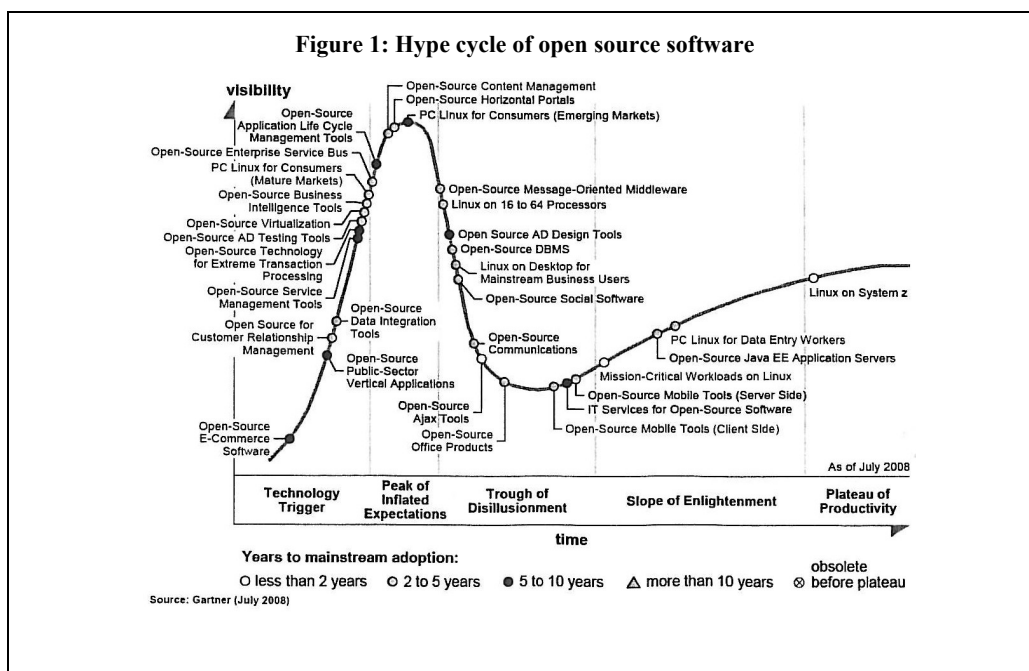 Figure 1: Hype cycle of open source software
visibility
Open-Source Content Management
Open-Source Horizontal Portals
PC Linux for Consumers (Emerging Markets)
Open-Source
Application Life Cycle
Management Tools
Open-Source Enterprise Service Bus
PC Linux for Consumers
(Mature Markets)
Open-Source Business
Intelligence Tools
Open-Source Virtualization
Open-Source AD Testing Tools
Open-Source Technology
for Extreme Transaction
Processing
Open-Source Service
Management Tools
Open-Source
Data Integration
Tools
Open Source for
Customer Relationship
Management
Open-Source
Public-Sector
Vertical Applications
Open-Source
E-Commerce
Software
Open-Source Message-Oriented Middleware
Linux on 16 to 64 Processors
Open Source AD Design Tools
Open-Source DBMS
Linux on Desktop for
Mainstream Business Users
Open-Source Social Software
Open-Source
Communications
Open-Source
Ajax Tools
Open-Source
Office Products
Linux on System z
PC Linux for Data Entry Workers
Open-Source Java EE Application Servers
Mission-Critical Workloads on Linux
Open-Source Mobile Tools (Server Side)
IT Services for Open-Source Software
Open-Source Mobile Tools (Client Side)
As of July 2008
Technology
Trigger
Peak of
Inflated
Expectations
Trough of
Disillusionment
Slope of Enlightenment
Plateau of
Productivity
time
Years to mainstream adoption:
less than 2 years
2 to 5 years
5 to 10 years
more than 10 years
obsolete
before plateau
Source: Gartner (July 2008)